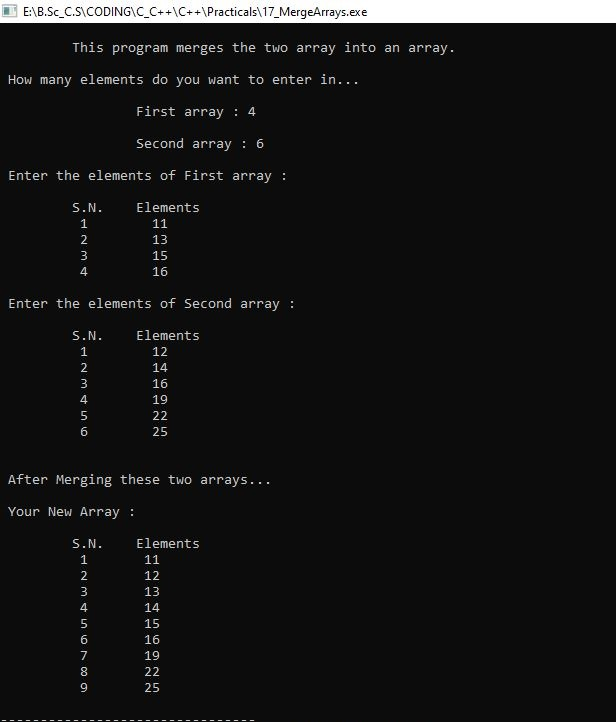 E:\B.Sc_C.S\CODING\C_C++\C++\Practicals\17_MergeArrays.exe
This program merges the two array into an array.
How many elements do you want to enter in...
First array : 4
Second array : 6
Enter the elements of First array :
S.N. Elements
1 11
2 13
3 15
4 16
Enter the elements of Second array :
S.N. Elements
1 12
2 14
3 16
4 19
5 22
6 25
After Merging these two arrays...
Your New Array :
S.N. Elements
1 11
2 12
3 13
4 14
5 15
6 16
7 19
8 22
9 25
--------------------------------